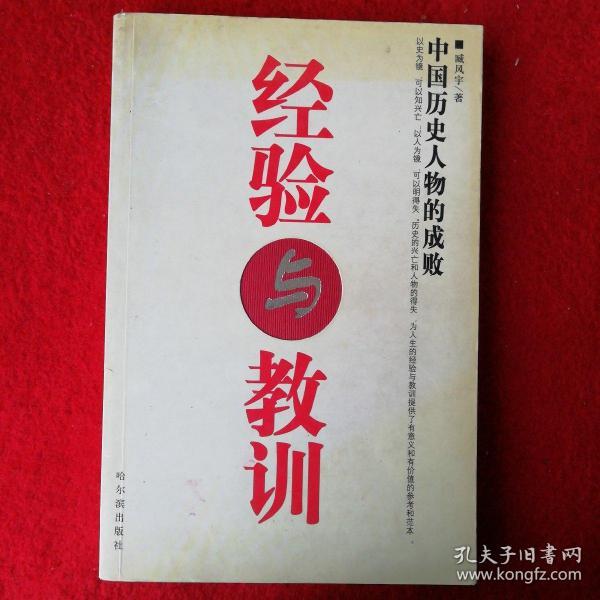 ■臧风宇/著
中国历史人物的成败
以史为镜，可以知兴亡；以人为镜，可以明得失。历史的兴亡和人物的得失，为人生的经验与教训提供了有意义和有价值的参考和范本。
经验与教训
哈尔滨出版社
孔夫子旧书网
www.kongfz.com